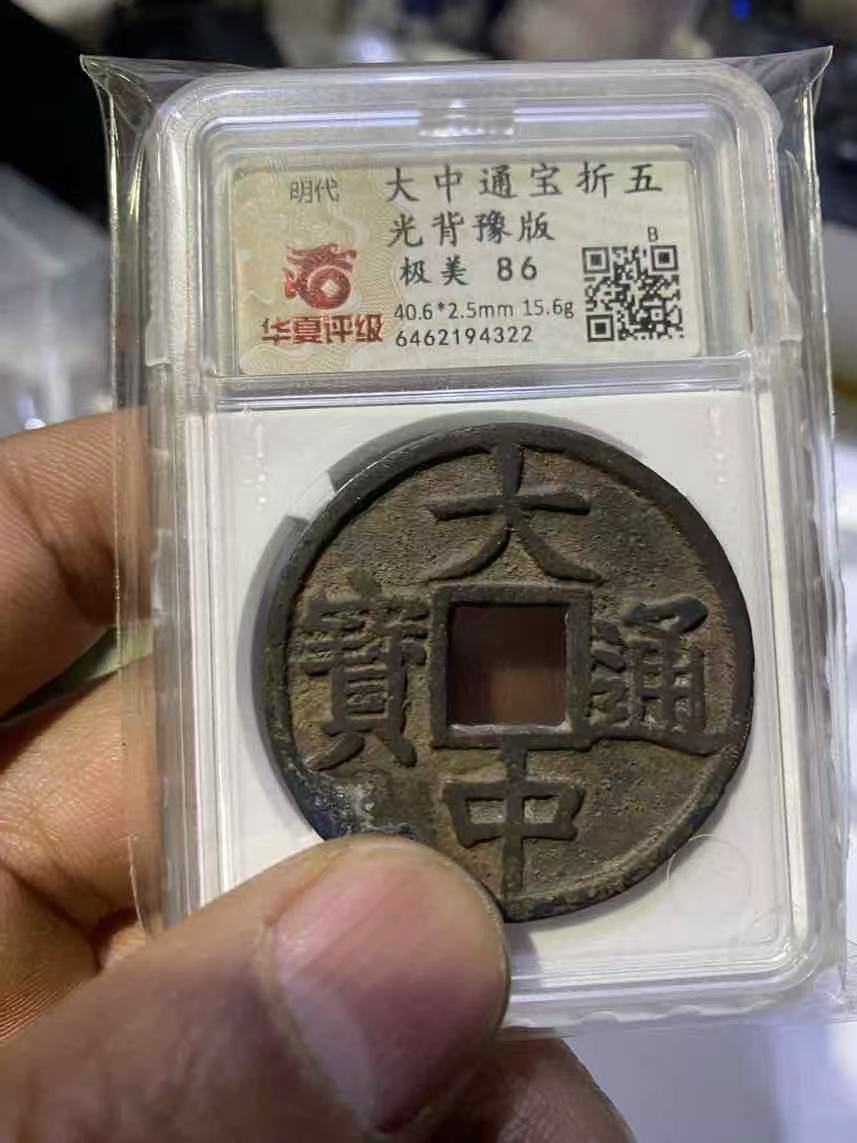 明代
大中通宝折五
光背豫版
极美 86
B
40.6*2.5mm 15.6g
6462194322
华夏评级
大中通寶